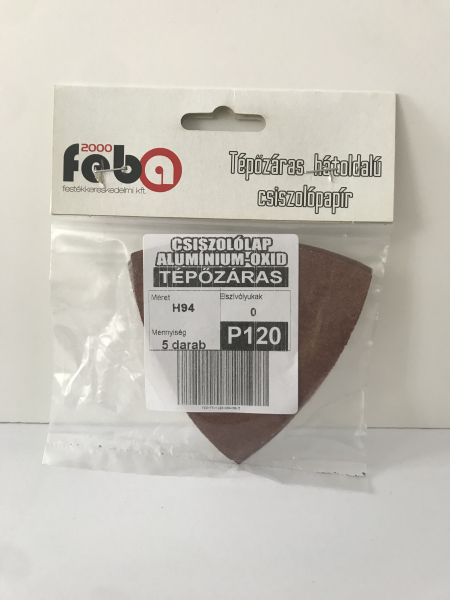 2000
feba
festékkereskedelmi kft.
Tépőzáras hátoldalú
csiszolópapír
CSISZOLÓLAP
ALUMÍNIUM-OXID
TÉPŐZÁRAS
Méret
H94
Elszívólyukak
0
Mennyiség
5 darab
P120